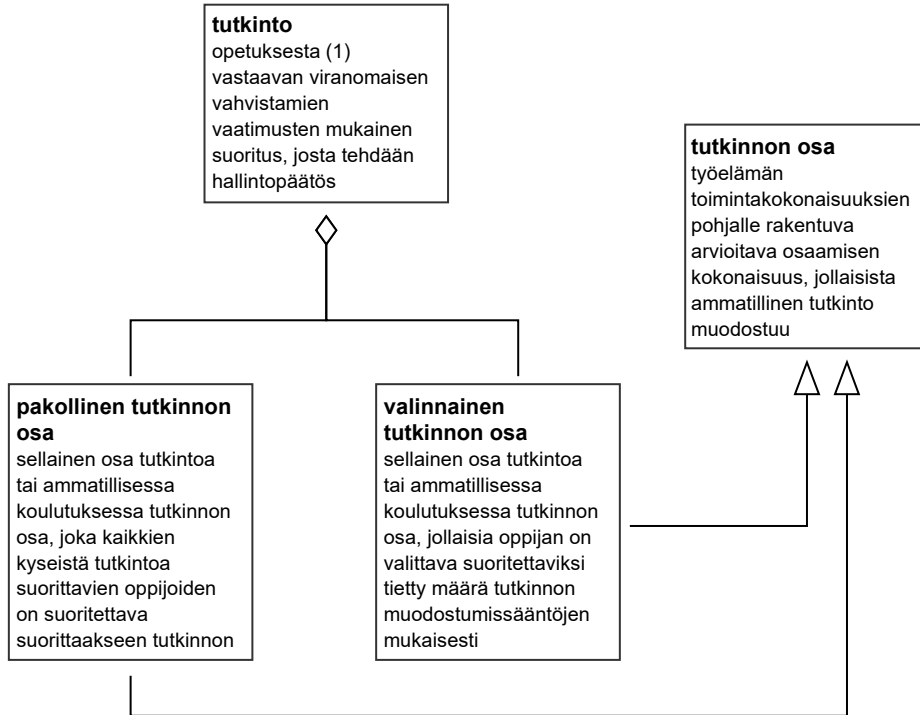 tutkinto
opetuksesta (1)
vastaavan viranomaisen
vahvistamien
vaatimusten mukainen
suoritus, josta tehdään
hallintopäätös
tutkinnon osa
työelämän
toimintakokonaisuuksien
pohjalle rakentuva
arvioitava osaamisen
kokonaisuus, jollaisista
ammatillinen tutkinto
muodostuu
pakollinen tutkinnon
osa
sellainen osa tutkintoa
tai ammatillisessa
koulutuksessa tutkinnon
osa, joka kaikkien
kyseistä tutkintoa
suorittavien oppijoiden
on suoritettava
suorittaakseen tutkinnon
valinnainen
tutkinnon osa
sellainen osa tutkintoa
tai ammatillisessa
koulutuksessa tutkinnon
osa, jollaisia oppijan on
valittava suoritettaviksi
tietty määrä tutkinnon
muodostumissääntöjen
mukaisesti